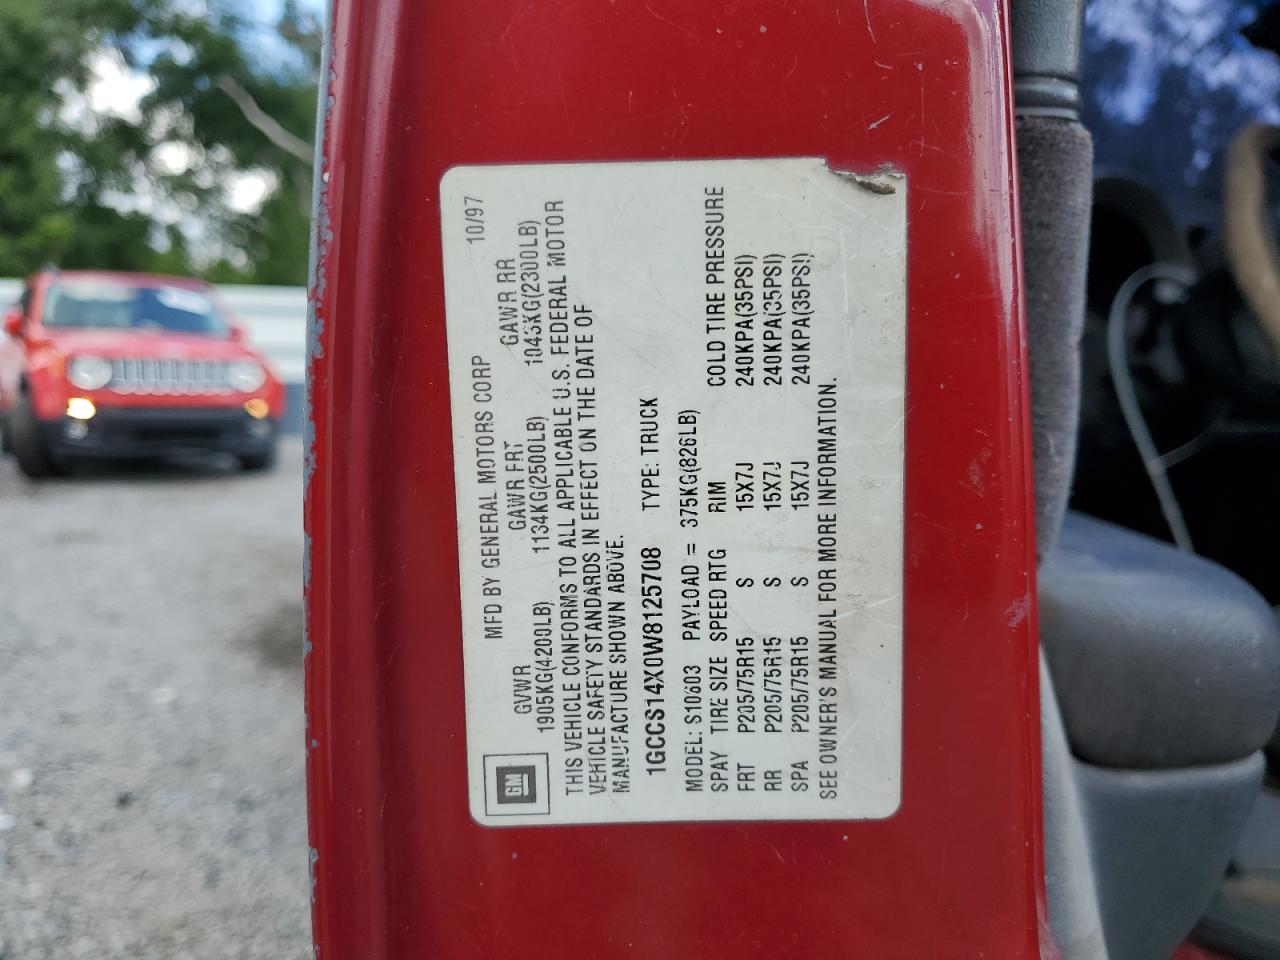 MFD BY GENERAL MOTORS CORP 10/97
GM
GVWR GAWR FRT GAWR RR
1905KG(4200LB) 1134KG(2500LB) 1043KG(2300LB)
THIS VEHICLE CONFORMS TO ALL APPLICABLE U.S. FEDERAL MOTOR
VEHICLE SAFETY STANDARDS IN EFFECT ON THE DATE OF
MANUFACTURE SHOWN ABOVE.
1GCCS14X0W8125708 TYPE: TRUCK
MODEL: S10603 PAYLOAD = 375KG(826LB)
SPAY TIRE SIZE SPEED RTG RIM COLD TIRE PRESSURE
FRT P205/75R15 S 15X7J 240KPA(35PSI)
RR P205/75R15 S 15X7J 240KPA(35PSI)
SPA P205/75R15 S 15X7J 240KPA(35PSI)
SEE OWNER'S MANUAL FOR MORE INFORMATION.